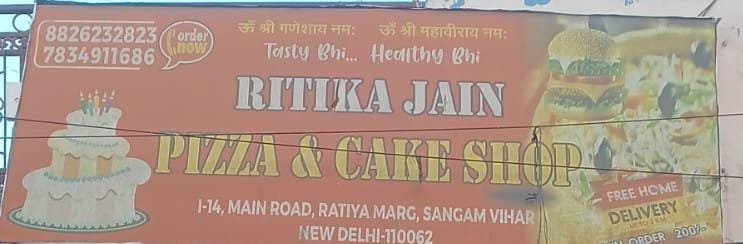 8826232823
7834911686
order
now
ॐ श्री गणेशाय नमः ॐ श्री महावीराय नमः
Tasty Bhi... Healthy Bhi
RITIKA JAIN
PIZZA & CAKE SHOP
I-14, MAIN ROAD, RATIYA MARG, SANGAM VIHAR
NEW DELHI-110062
FREE HOME
DELIVERY
ORDER 200/-